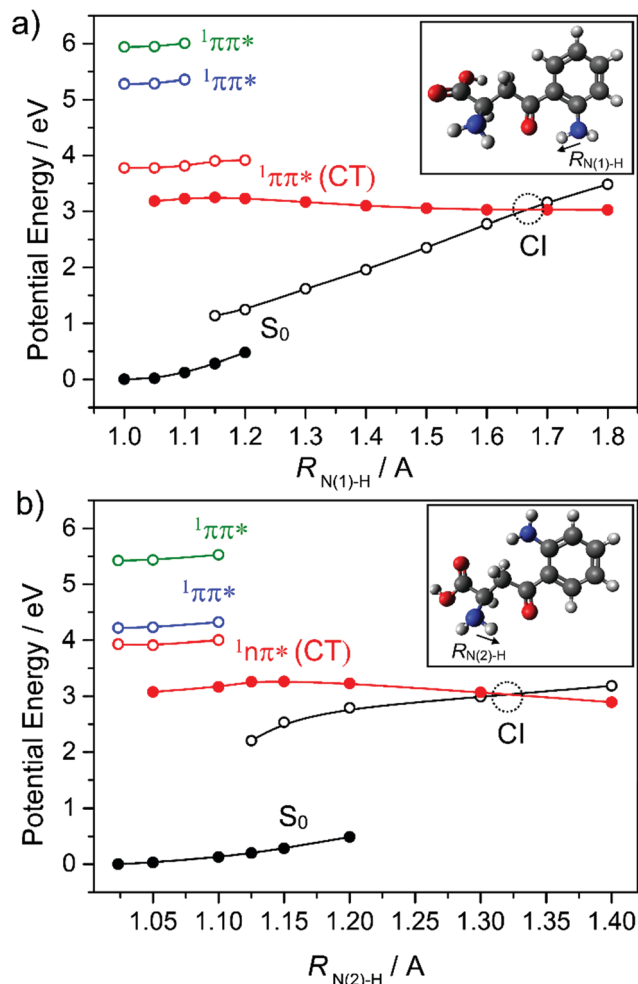 a)
Potential Energy / eV
6
5
4
3
2
1
0
¹ππ*
¹ππ*
¹ππ* (CT)
CI
S₀
R N(1)-H
1.0 1.1 1.2 1.3 1.4 1.5 1.6 1.7 1.8
R N(1)-H / A
b)
Potential Energy / eV
6
5
4
3
2
1
0
¹ππ*
¹ππ*
¹nπ* (CT)
CI
S₀
R N(2)-H
1.05 1.10 1.15 1.20 1.25 1.30 1.35 1.40
R N(2)-H / A